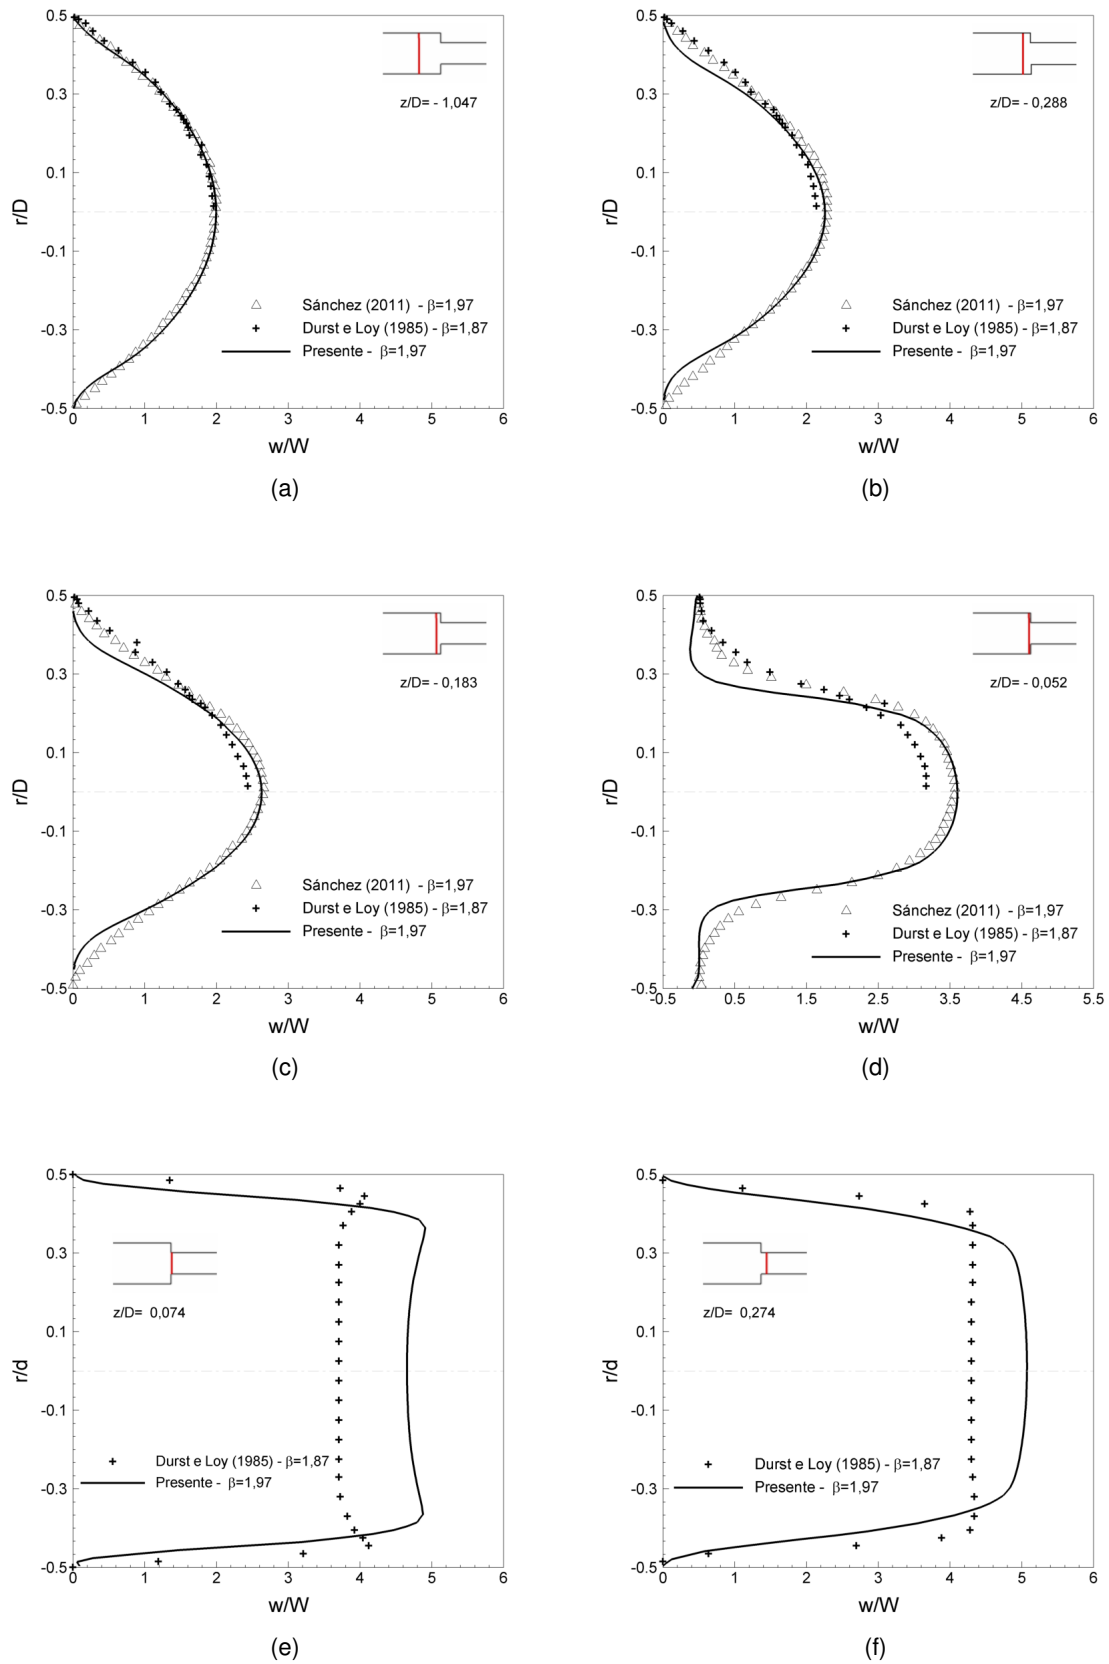 0.5
z/D= - 1,047
0.3
0.1
r/D
-0.1
Sánchez (2011) - β=1,97
Durst e Loy (1985) - β=1,87
-0.3
Presente - β=1,97
-0.5
0 1 2 3 4 5 6
w/W
(a)
0.5
z/D= - 0,288
0.3
0.1
r/D
-0.1
Sánchez (2011) - β=1,97
Durst e Loy (1985) - β=1,87
-0.3
Presente - β=1,97
-0.5
0 1 2 3 4 5 6
w/W
(b)
0.5
z/D= - 0,183
0.3
0.1
r/D
-0.1
Sánchez (2011) - β=1,97
Durst e Loy (1985) - β=1,87
-0.3
Presente - β=1,97
-0.5
0 1 2 3 4 5 6
w/W
(c)
0.5
z/D= - 0,052
0.3
0.1
r/D
-0.1
-0.3
Sánchez (2011) - β=1,97
Durst e Loy (1985) - β=1,87
Presente - β=1,97
-0.5
-0.5 0.5 1.5 2.5 3.5 4.5 5.5
w/W
(d)
0.5
0.3
z/D= 0,074
0.1
r/d
-0.1
Durst e Loy (1985) - β=1,87
Presente - β=1,97
-0.3
-0.5
0 1 2 3 4 5 6
w/W
(e)
0.5
0.3
z/D= 0,274
0.1
r/d
-0.1
Durst e Loy (1985) - β=1,87
Presente - β=1,97
-0.3
-0.5
0 1 2 3 4 5 6
w/W
(f)